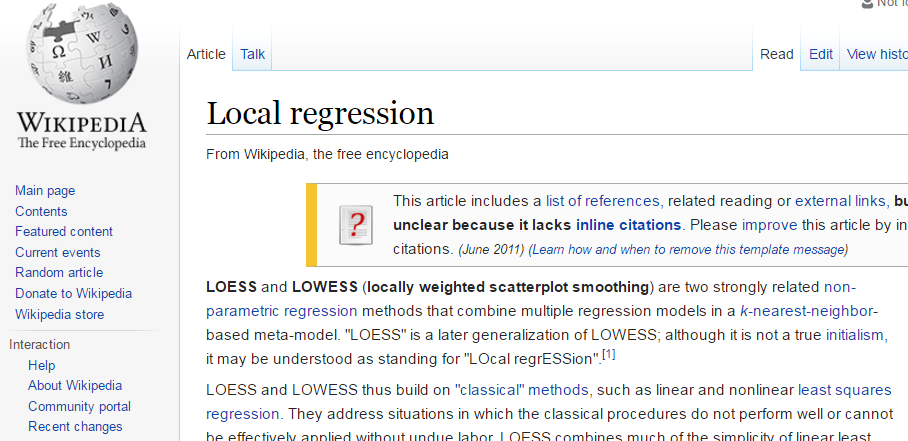 Not lo
Article Talk Read Edit View histo
WIKIPEDIA
The Free Encyclopedia
Local regression
From Wikipedia, the free encyclopedia
Main page
Contents
Featured content
Current events
Random article
Donate to Wikipedia
Wikipedia store
Interaction
Help
About Wikipedia
Community portal
Recent changes
This article includes a list of references, related reading or external links, bu
unclear because it lacks inline citations. Please improve this article by in
citations. (June 2011) (Learn how and when to remove this template message)
LOESS and LOWESS (locally weighted scatterplot smoothing) are two strongly related non-
parametric regression methods that combine multiple regression models in a k-nearest-neighbor-
based meta-model. "LOESS" is a later generalization of LOWESS; although it is not a true initialism,
it may be understood as standing for "LOcal regrESSion".[1]
LOESS and LOWESS thus build on "classical" methods, such as linear and nonlinear least squares
regression. They address situations in which the classical procedures do not perform well or cannot
be effectively applied without undue labor. LOESS combines much of the simplicity of linear least